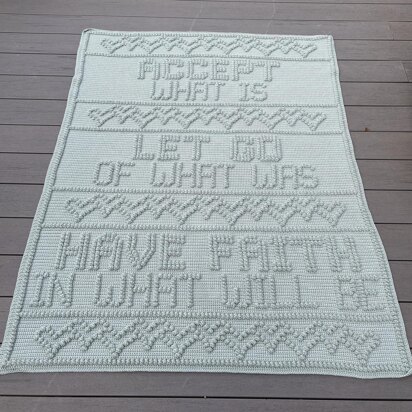 ACCEPT
WHAT IS
LET GO
OF WHAT WAS
HAVE FAITH
IN WHAT WILL BE